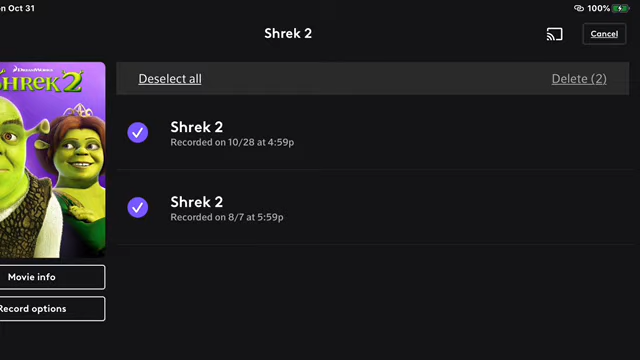 n Oct 31
100%
Shrek 2
Cancel
DREAMWORKS
SHREK 2
Deselect all
Delete (2)
Shrek 2
Recorded on 10/28 at 4:59p
Shrek 2
Recorded on 8/7 at 5:59p
Movie info
Record options